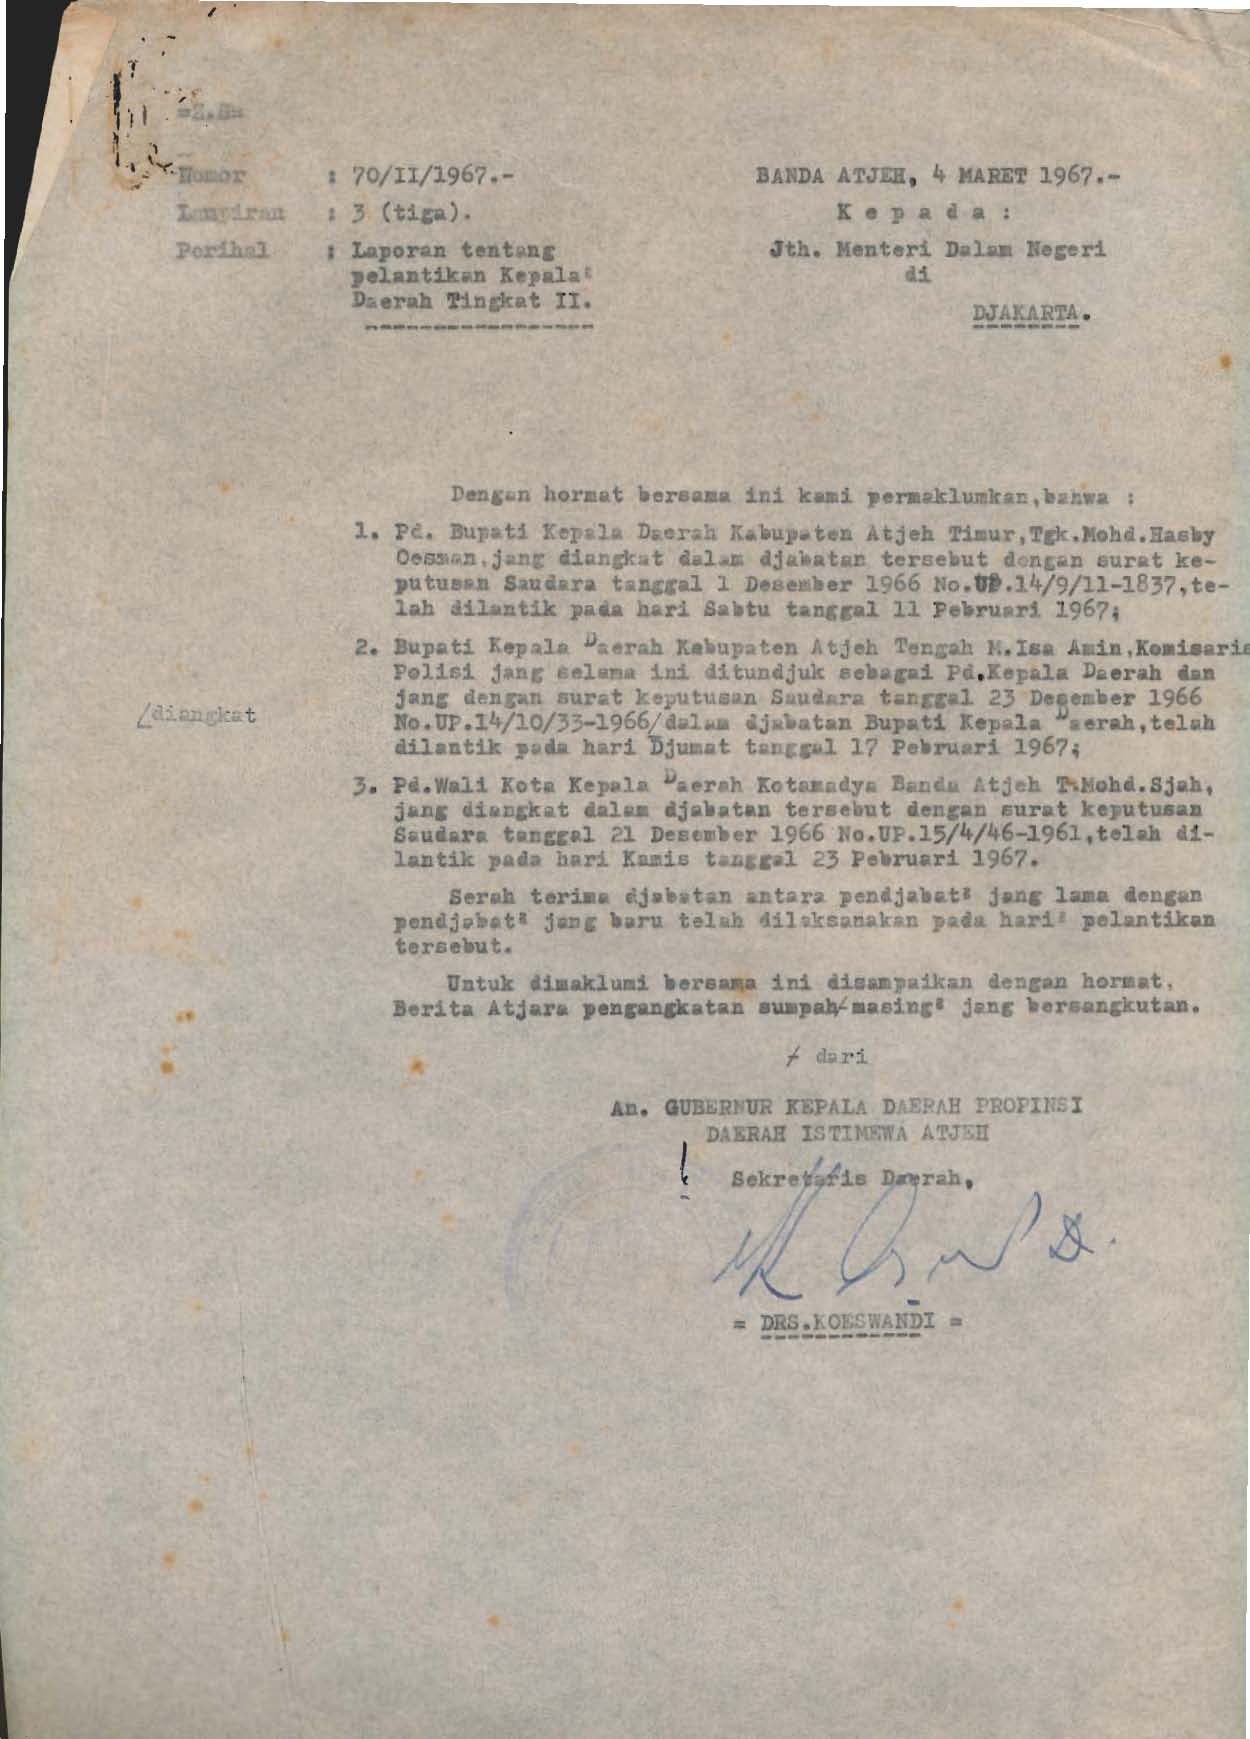 Nomor : 70/II/1967.-
BANDA ATJEH, 4 MARET 1967.-
Lampiran : 3 (tiga).
K e p a d a :
Perihal : Laporan tentang
pelantikan Kepala²
Daerah Tingkat II.
Jth. Menteri Dalam Negeri
di
DJAKARTA.
Dengan hormat bersama ini kami permaklumkan,bahwa :
1. Pd. Bupati Kepala Daerah Kabupaten Atjeh Timur,Tgk.Mohd.Hasby
Oesman,jang diangkat dalam djabatan tersebut dengan surat ke-
putusan Saudara tanggal 1 Desember 1966 No.UP.14/9/11-1837,te-
lah dilantik pada hari Sabtu tanggal 11 Pebruari 1967;
2. Bupati Kepala Daerah Kabupaten Atjeh Tengah M.Isa Amin,Komisaris
Polisi jang selama ini ditundjuk sebagai Pd.Kepala Daerah dan
jang dengan surat keputusan Saudara tanggal 23 Desember 1966
/diangkat
No.UP.14/10/33-1966/dalam djabatan Bupati Kepala Daerah,telah
dilantik pada hari Djumat tanggal 17 Pebruari 1967;
3. Pd.Wali Kota Kepala Daerah Kotamadya Banda Atjeh T.Mohd.Sjah,
jang diangkat dalam djabatan tersebut dengan surat keputusan
Saudara tanggal 21 Desember 1966 No.UP.15/4/46-1961,telah di-
lantik pada hari Kamis tanggal 23 Pebruari 1967.
Serah terima djabatan antara pendjabat² jang lama dengan
pendjabat² jang baru telah dilaksanakan pada hari² pelantikan
tersebut.
Untuk dimaklumi bersama ini disampaikan dengan hormat,
Berita Atjara pengangkatan sumpah/masing² jang bersangkutan.
/ dari
An. GUBERNUR KEPALA DAERAH PROPINSI
DAERAH ISTIMEWA ATJEH
Sekretaris Daerah,
= DRS.KOESWANDI =